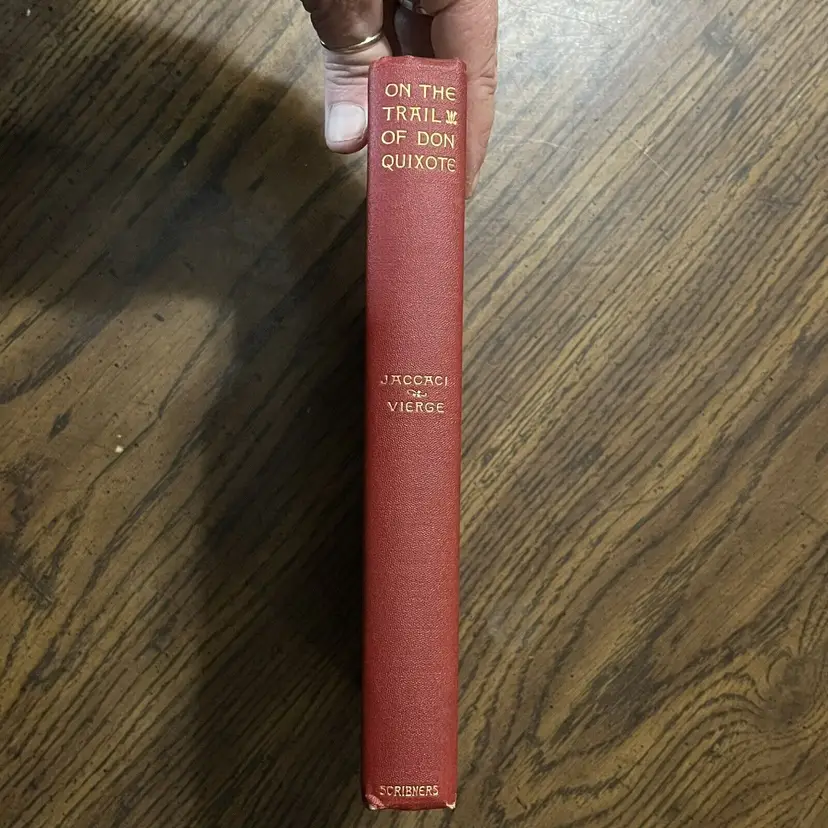 ON THE
TRAIL
OF DON
QUIXOTE
JACCACI
VIERGE
SCRIBNERS